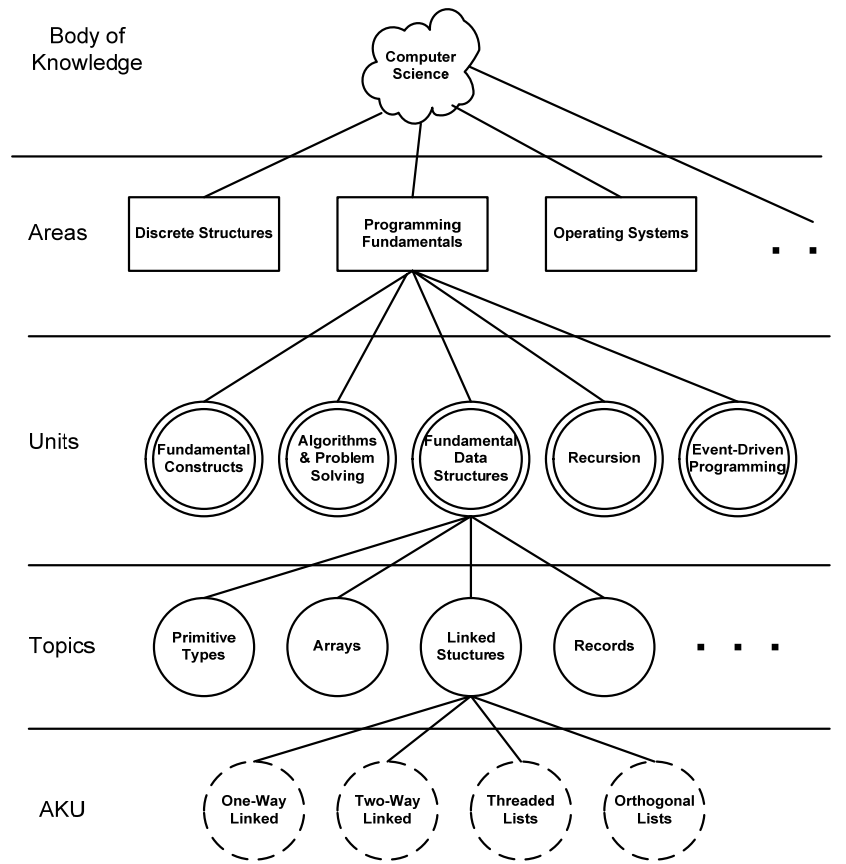 Body of
Knowledge
Computer
Science
Areas
Discrete Structures
Programming
Fundamentals
Operating Systems
Units
Fundamental
Constructs
Algorithms
& Problem
Solving
Fundamental
Data
Structures
Recursion
Event-Driven
Programming
Topics
Primitive
Types
Arrays
Linked
Stuctures
Records
AKU
One-Way
Linked
Two-Way
Linked
Threaded
Lists
Orthogonal
Lists